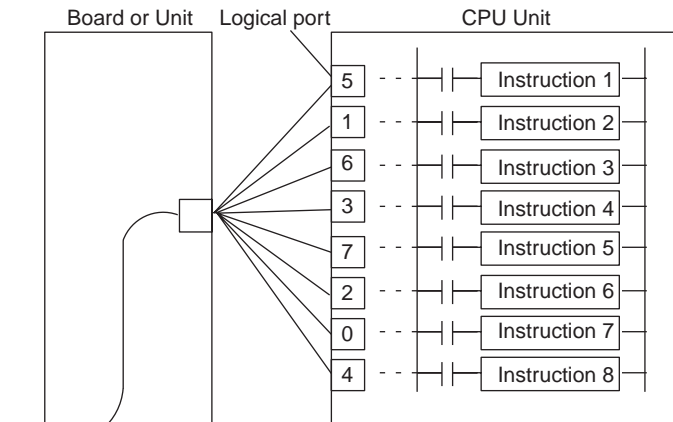 Board or Unit Logical port CPU Unit
5 Instruction 1
1 Instruction 2
6 Instruction 3
3 Instruction 4
7 Instruction 5
2 Instruction 6
0 Instruction 7
4 Instruction 8